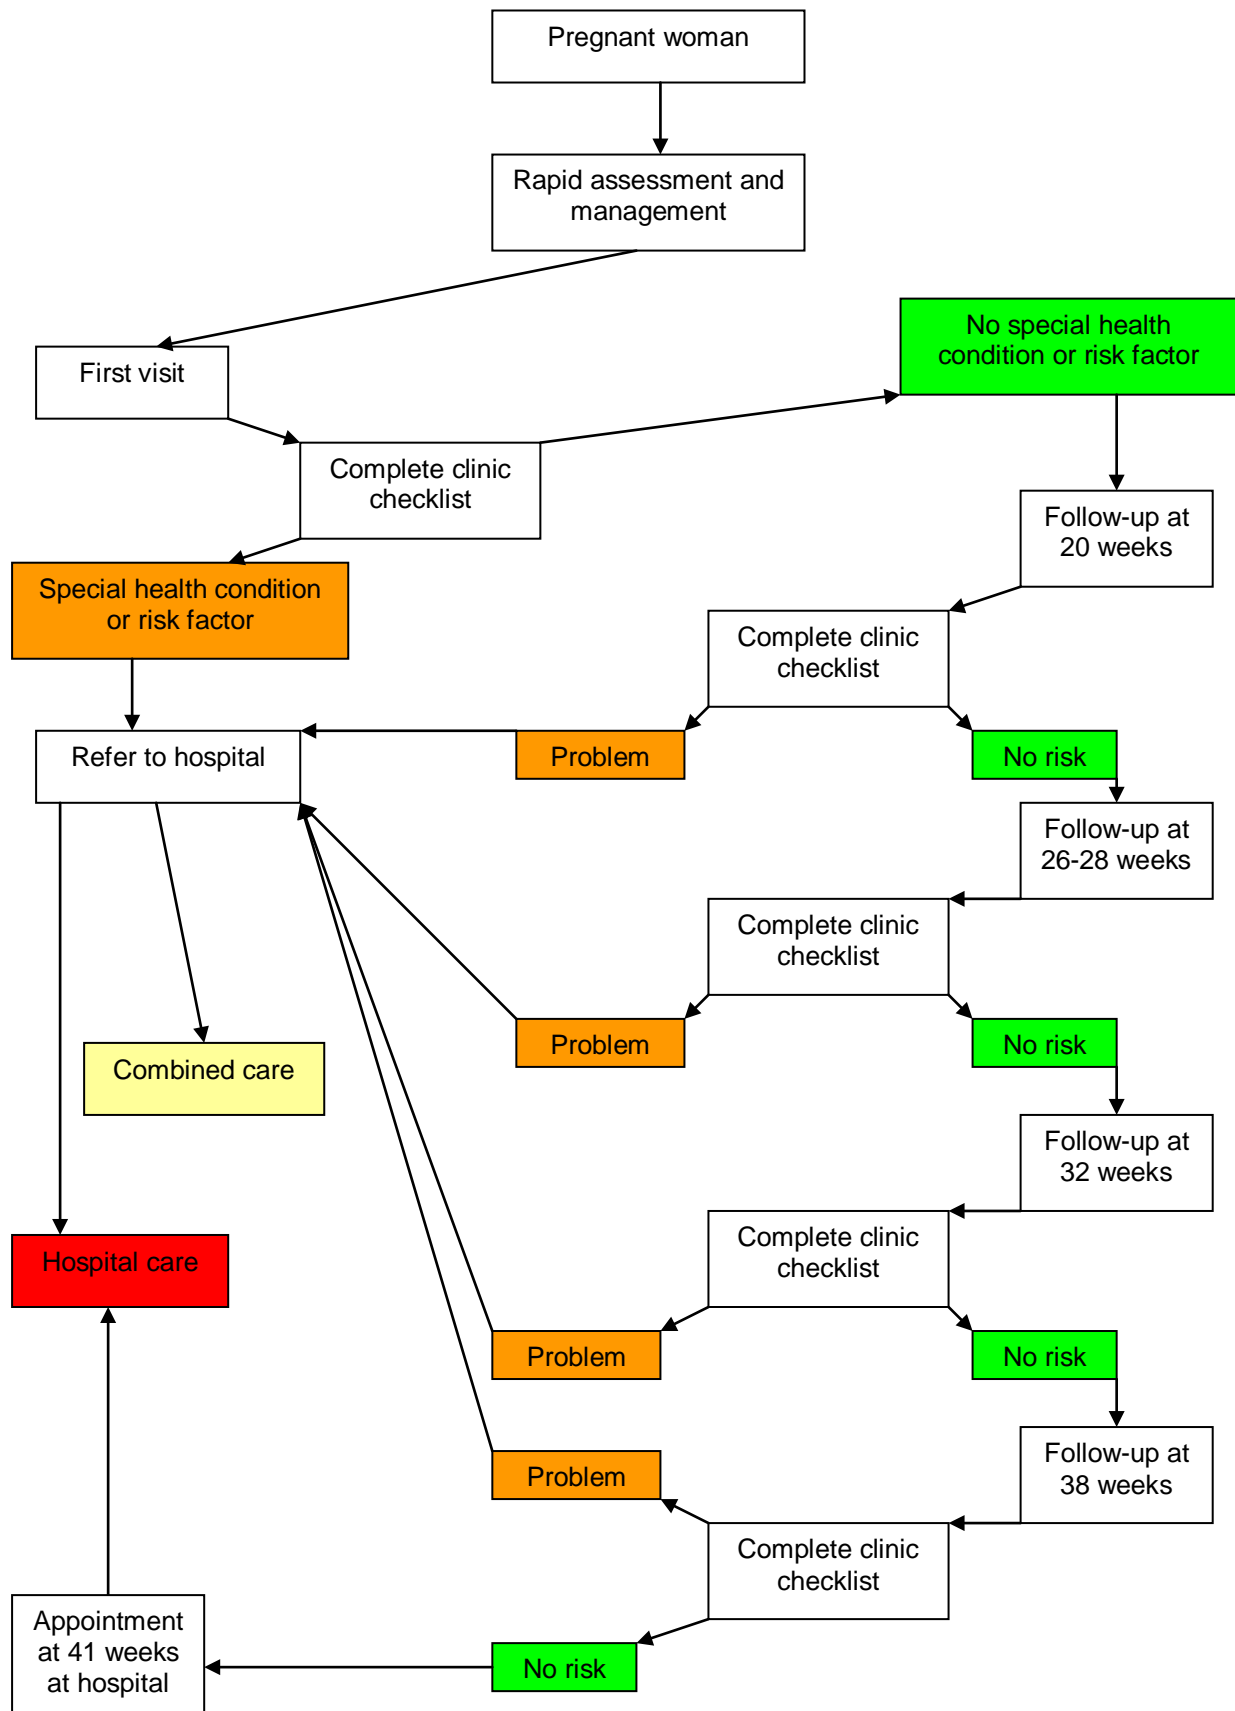 Pregnant woman
Rapid assessment and
management
No special health
condition or risk factor
First visit
Complete clinic
checklist
Follow-up at
20 weeks
Special health condition
or risk factor
Complete clinic
checklist
Refer to hospital
Problem
No risk
Follow-up at
26-28 weeks
Complete clinic
checklist
Problem
No risk
Combined care
Follow-up at
32 weeks
Complete clinic
checklist
Hospital care
Problem
No risk
Follow-up at
38 weeks
Problem
Complete clinic
checklist
Appointment
at 41 weeks
at hospital
No risk